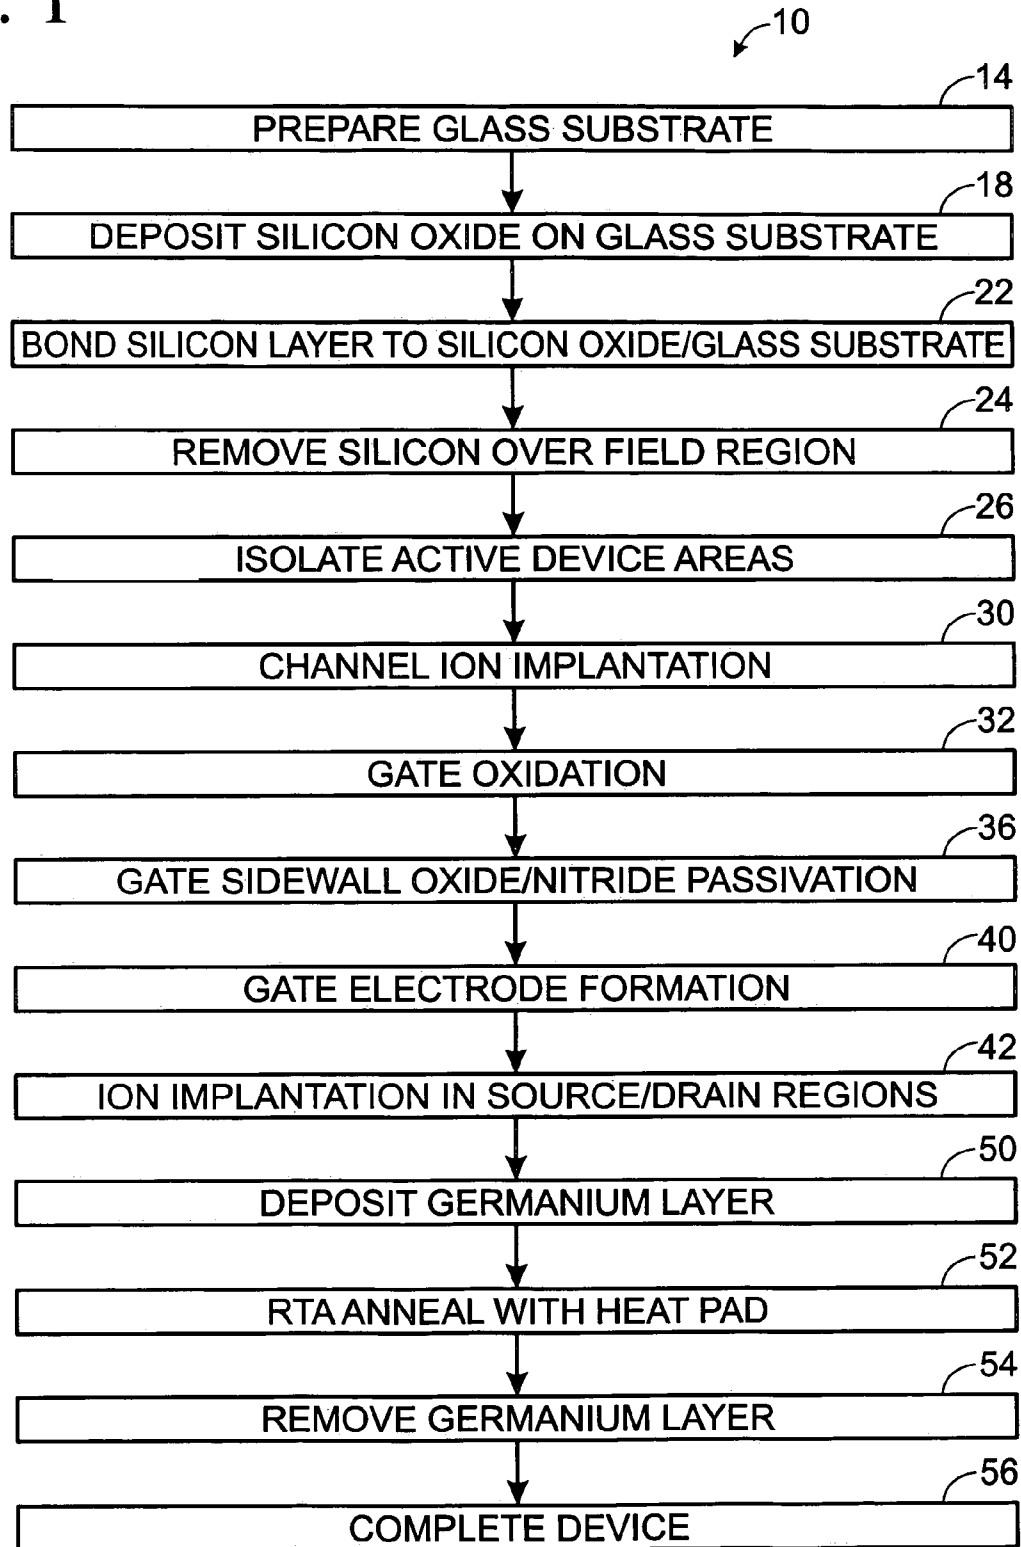 . 1
10
14
PREPARE GLASS SUBSTRATE
18
DEPOSIT SILICON OXIDE ON GLASS SUBSTRATE
22
BOND SILICON LAYER TO SILICON OXIDE/GLASS SUBSTRATE
24
REMOVE SILICON OVER FIELD REGION
26
ISOLATE ACTIVE DEVICE AREAS
30
CHANNEL ION IMPLANTATION
32
GATE OXIDATION
36
GATE SIDEWALL OXIDE/NITRIDE PASSIVATION
40
GATE ELECTRODE FORMATION
42
ION IMPLANTATION IN SOURCE/DRAIN REGIONS
50
DEPOSIT GERMANIUM LAYER
52
RTA ANNEAL WITH HEAT PAD
54
REMOVE GERMANIUM LAYER
56
COMPLETE DEVICE